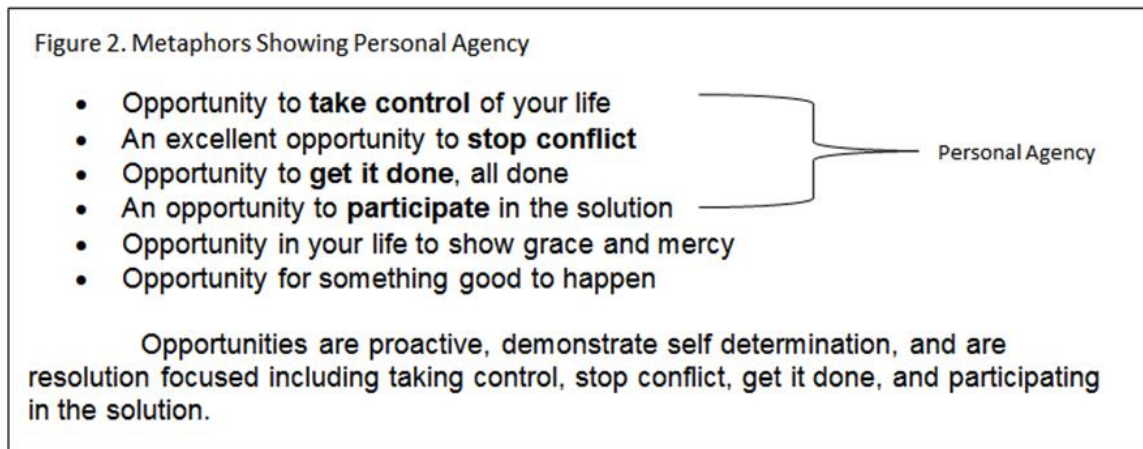 Figure 2. Metaphors Showing Personal Agency
• Opportunity to take control of your life
• An excellent opportunity to stop conflict
• Opportunity to get it done, all done
• An opportunity to participate in the solution
• Opportunity in your life to show grace and mercy
• Opportunity for something good to happen
Personal Agency
Opportunities are proactive, demonstrate self determination, and are
resolution focused including taking control, stop conflict, get it done, and participating
in the solution.